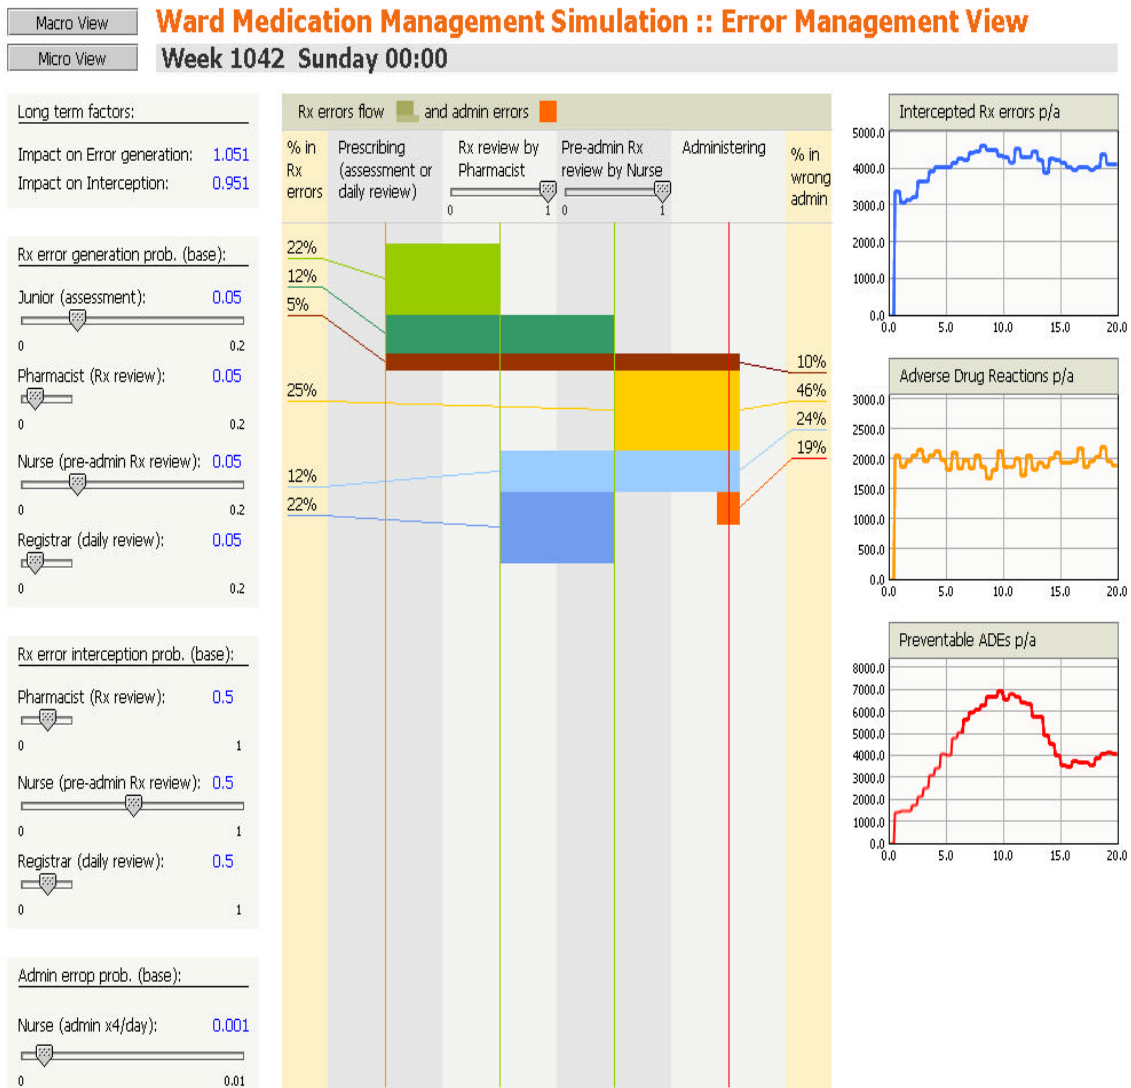 Macro View
Ward Medication Management Simulation :: Error Management View
Micro View
Week 1042 Sunday 00:00
Long term factors:
Impact on Error generation: 1.051
Impact on Interception: 0.951
Rx error generation prob. (base):
Junior (assessment): 0.05
0 0.2
Pharmacist (Rx review): 0.05
0 0.2
Nurse (pre-admin Rx review): 0.05
0 0.2
Registrar (daily review): 0.05
0 0.2
Rx error interception prob. (base):
Pharmacist (Rx review): 0.5
0 1
Nurse (pre-admin Rx review): 0.5
0 1
Registrar (daily review): 0.5
0 1
Admin errop prob. (base):
Nurse (admin x4/day): 0.001
0 0.01
Rx errors flow and admin errors
% in
Rx
errors
Prescribing
(assessment or
daily review)
Rx review by
Pharmacist
0 1
Pre-admin Rx
review by Nurse
0 1
Administering
% in
wrong
admin
22%
12%
5%
25%
12%
22%
10%
46%
24%
19%
Intercepted Rx errors p/a
5000.0
4000.0
3000.0
2000.0
1000.0
0.0
0.0 5.0 10.0 15.0 20.0
Adverse Drug Reactions p/a
3000.0
2500.0
2000.0
1500.0
1000.0
500.0
0.0
0.0 5.0 10.0 15.0 20.0
Preventable ADEs p/a
8000.0
7000.0
6000.0
5000.0
4000.0
3000.0
2000.0
1000.0
0.0
0.0 5.0 10.0 15.0 20.0